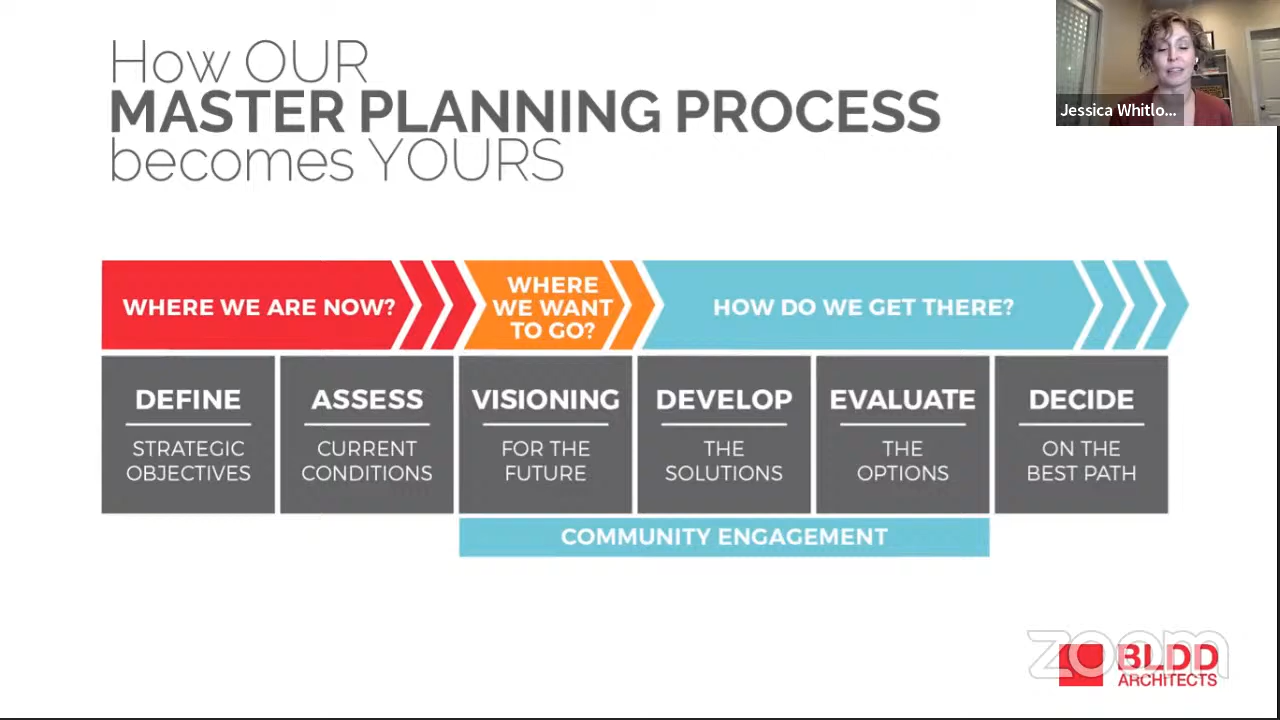 How OUR
MASTER PLANNING PROCESS
becomes YOURS
Jessica Whitlo...
WHERE WE ARE NOW?
WHERE
WE WANT
TO GO?
HOW DO WE GET THERE?
DEFINE
STRATEGIC
OBJECTIVES
ASSESS
CURRENT
CONDITIONS
VISIONING
FOR THE
FUTURE
DEVELOP
THE
SOLUTIONS
EVALUATE
THE
OPTIONS
DECIDE
ON THE
BEST PATH
COMMUNITY ENGAGEMENT
zoom
BLDD
ARCHITECTS